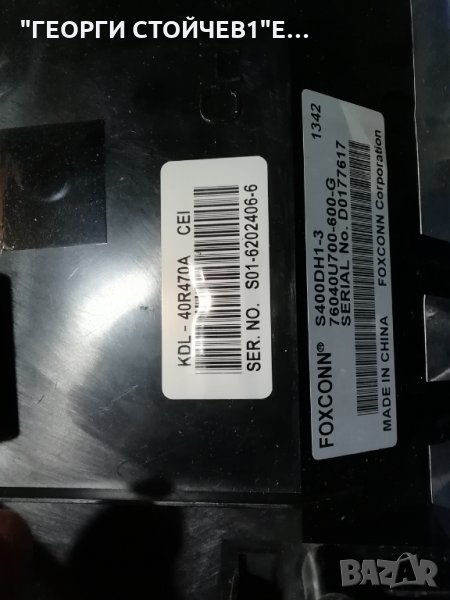 "ГЕОРГИ СТОЙЧЕВ1"Е...
KDL - 40R470A CEI
SER. NO. S01-6202406-6
FOXCONN® S400DH1-3 1342
76040U700-600-G
SERIAL No. D0177617
MADE IN CHINA FOXCONN Corporation
BAZAR